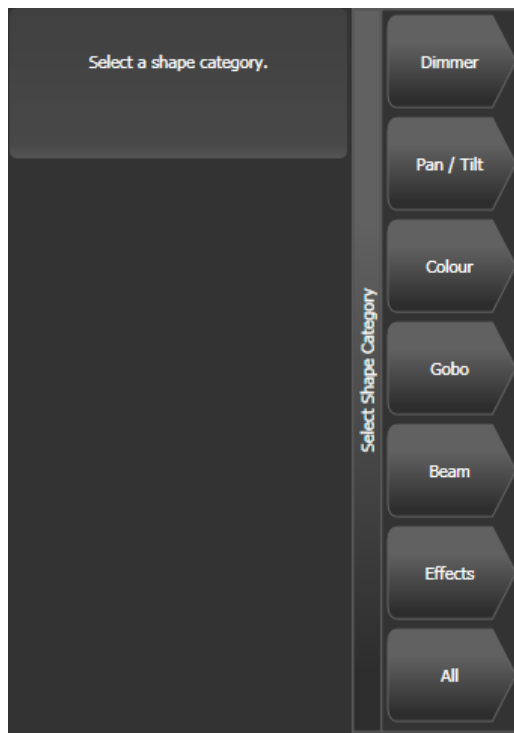 Select a shape category.
Select Shape Category
Dimmer
Pan / Tilt
Colour
Gobo
Beam
Effects
All